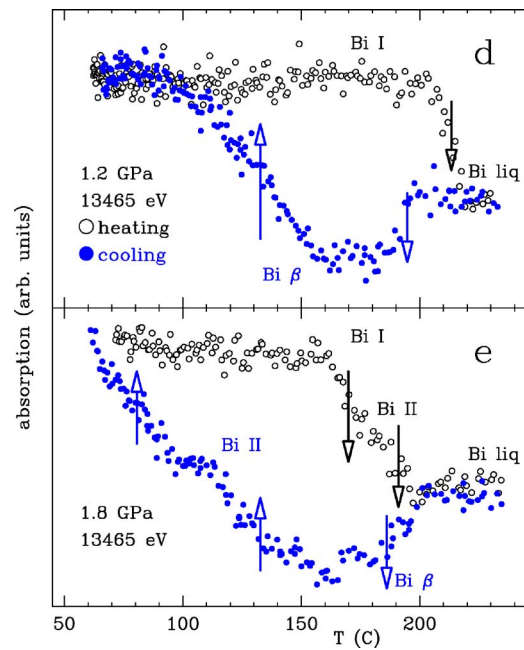 Bi I
d
1.2 GPa
13465 eV
heating
cooling
Bi liq
Bi β
absorption (arb. units)
Bi I
e
Bi II
Bi II
Bi liq
1.8 GPa
13465 eV
Bi β
50 100 150 200
T (C)